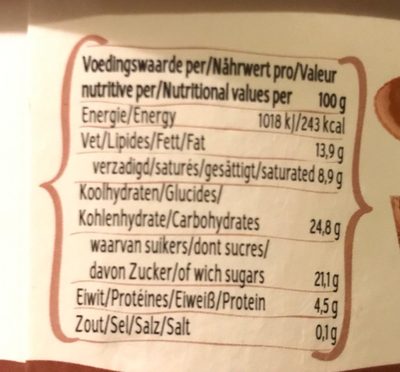 Voedingswaarde per/Nährwert pro/Valeur
nutritive per/Nutritional values per 100 g
Energie/Energy 1018 kJ/243 kcal
Vet/Lipides/Fett/Fat 13,9 g
verzadigd/saturés/gesättigt/saturated 8,9 g
Koolhydraten/Glucides/
Kohlenhydrate/Carbohydrates 24,8 g
waarvan suikers/dont sucres/
davon Zucker/of wich sugars 21,1 g
Eiwit/Protéines/Eiweiß/Protein 4,5 g
Zout/Sel/Salz/Salt 0,1 g